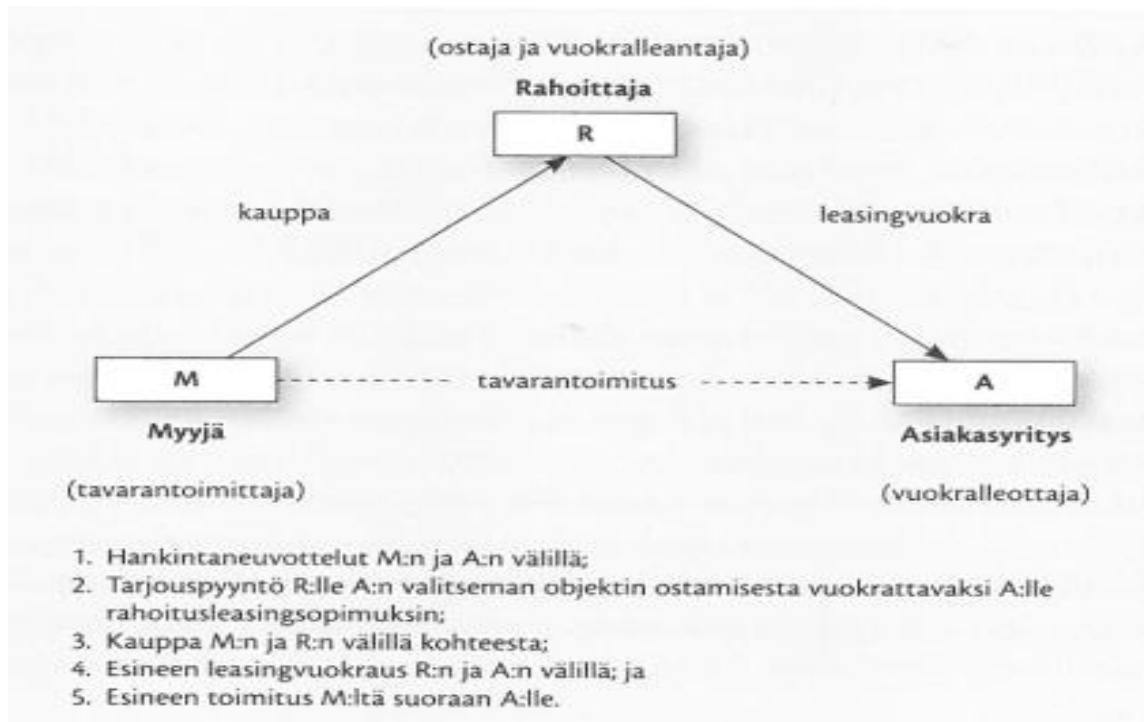 (ostaja ja vuokralleantaja)
Rahoittaja
R
kauppa
leasingvuokra
M
tavarantoimitus
A
Myyjä
Asiakasyritys
(tavarantoimittaja)
(vuokralleottaja)
1. Hankintaneuvottelut M:n ja A:n välillä;
2. Tarjouspyyntö R:lle A:n valitseman objektin ostamisesta vuokrattavaksi A:lle
rahoitusleasingsopimuksin;
3. Kauppa M:n ja R:n välillä kohteesta;
4. Esineen leasingvuokraus R:n ja A:n välillä; ja
5. Esineen toimitus M:ltä suoraan A:lle.